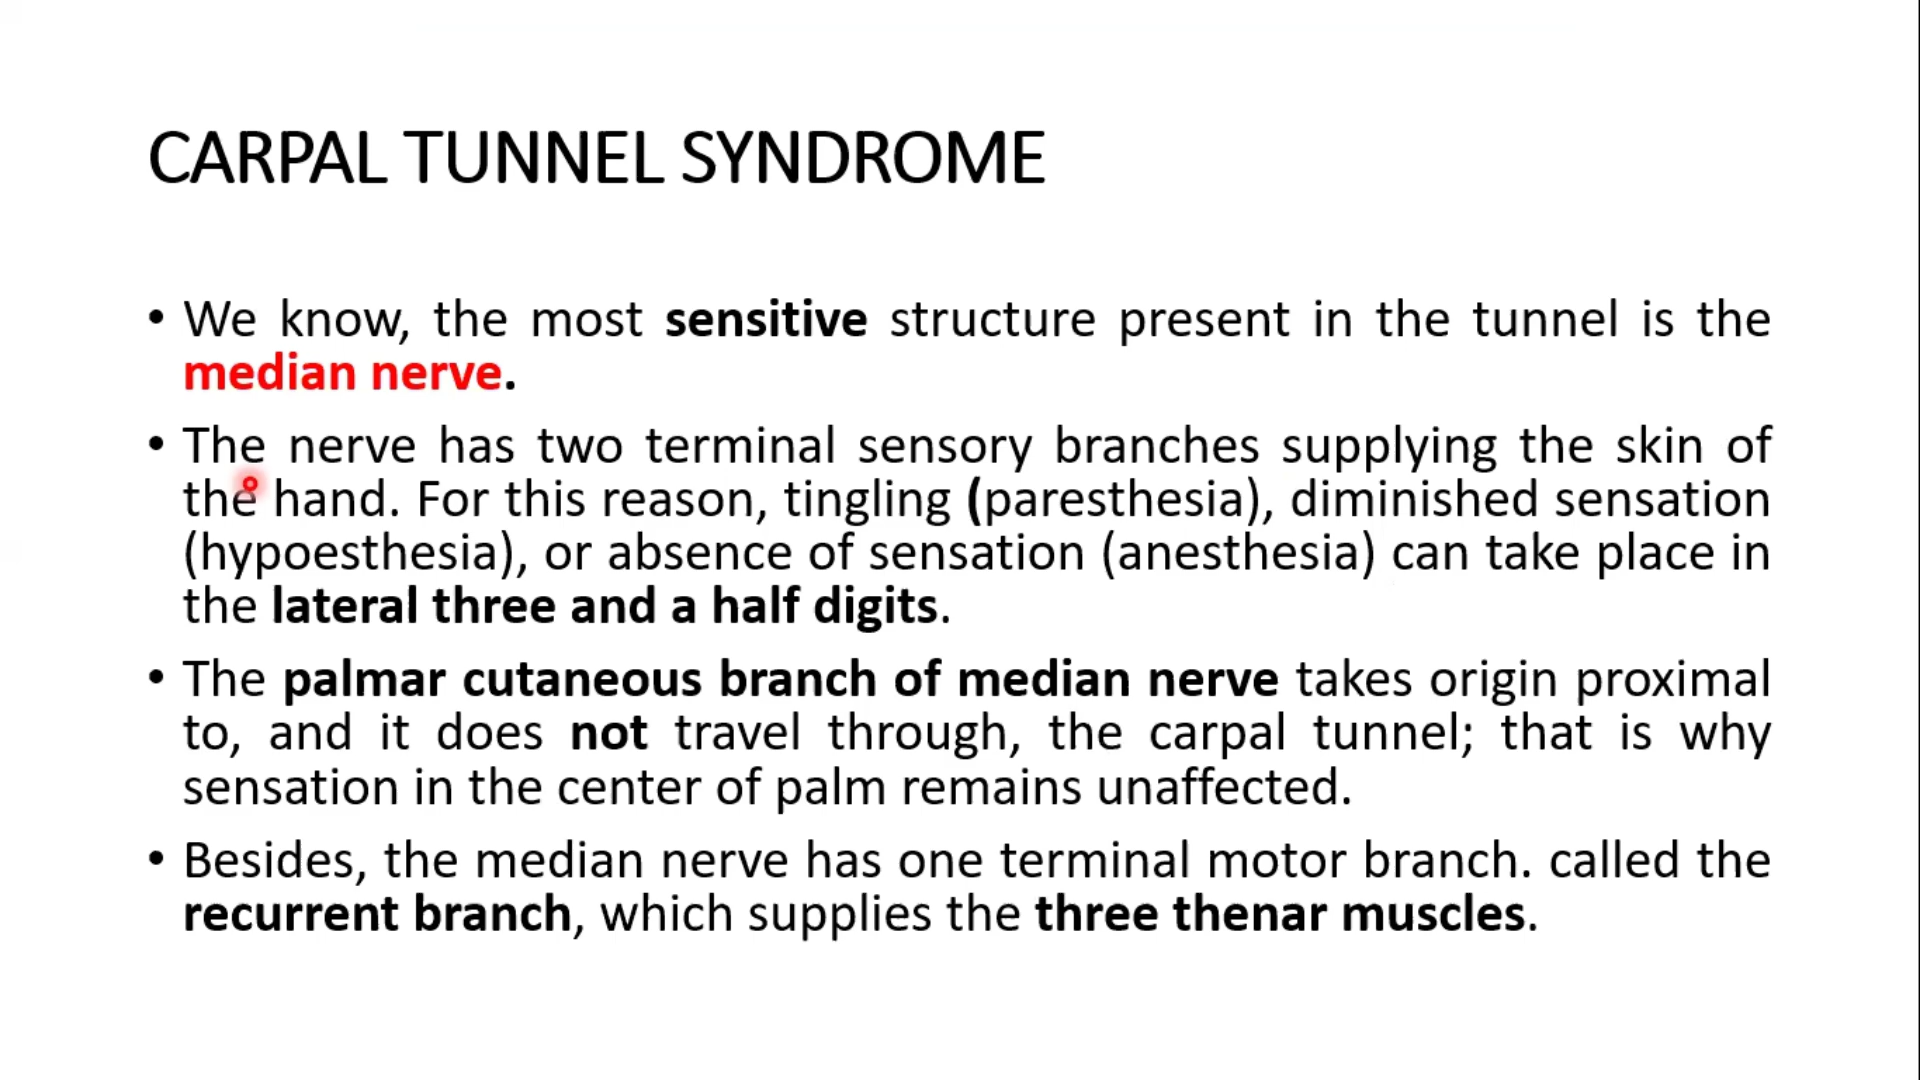 CARPAL TUNNEL SYNDROME
• We know, the most sensitive structure present in the tunnel is the
median nerve.
• The nerve has two terminal sensory branches supplying the skin of
the hand. For this reason, tingling (paresthesia), diminished sensation
(hypoesthesia), or absence of sensation (anesthesia) can take place in
the lateral three and a half digits.
• The palmar cutaneous branch of median nerve takes origin proximal
to, and it does not travel through, the carpal tunnel; that is why
sensation in the center of palm remains unaffected.
• Besides, the median nerve has one terminal motor branch. called the
recurrent branch, which supplies the three thenar muscles.